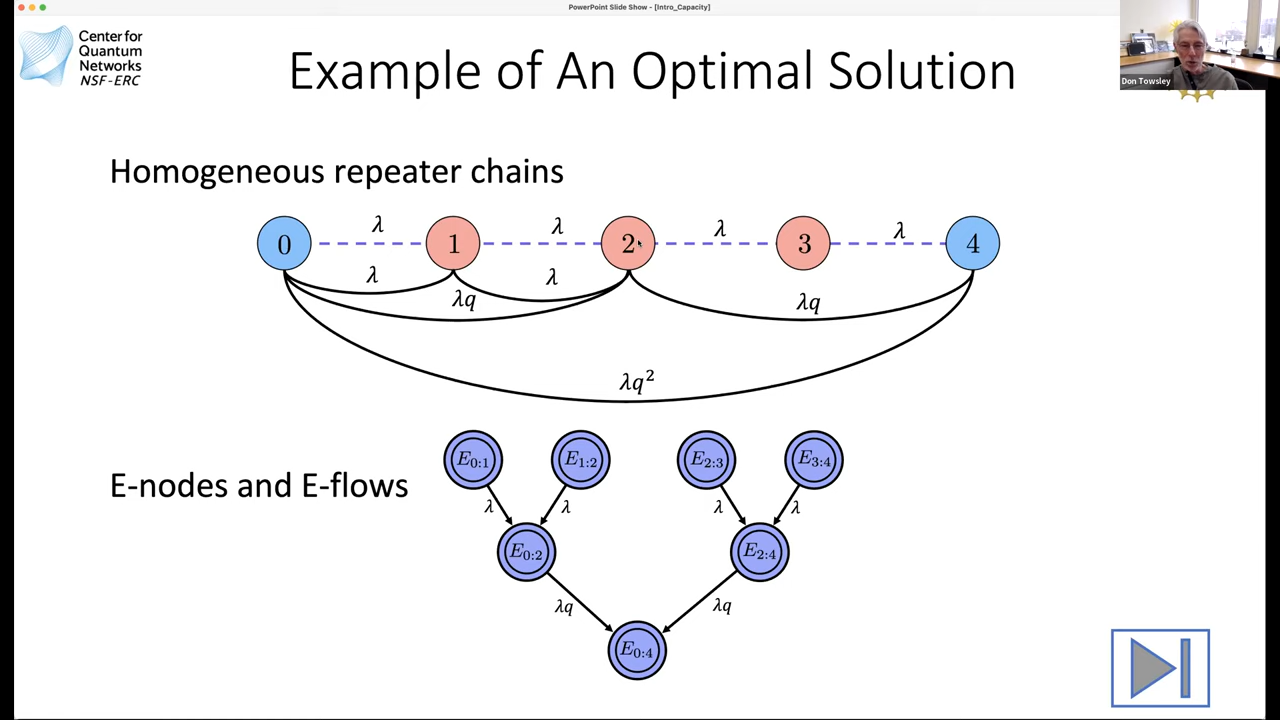 PowerPoint Slide Show - [Intro_Capacity]
Center for
Quantum
Networks
NSF-ERC
Don Towsley
Example of An Optimal Solution
Homogeneous repeater chains
λ λ λ λ
0 1 2 3 4
λ λ
λq λq
λq²
E-nodes and E-flows
E₀:₁ E₁:₂ E₂:₃ E₃:₄
λ λ λ λ
E₀:₂ E₂:₄
λq λq
E₀:₄